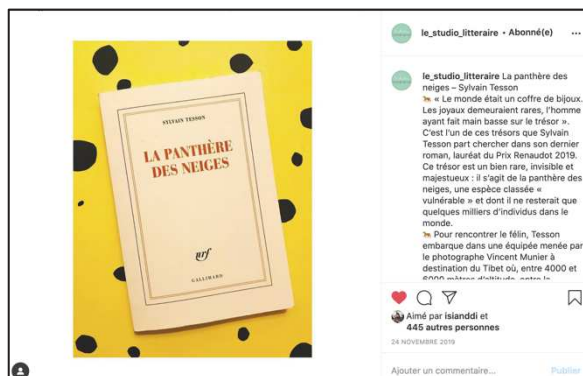 SYLVAIN TESSON
LA PANTHÈRE
DES NEIGES
nrf
GALLIMARD
le_studio_litteraire • Abonné(e) ...
le_studio_litteraire La panthère des
neiges – Sylvain Tesson
🐆 « Le monde était un coffre de bijoux.
Les joyaux demeuraient rares, l'homme
ayant fait main basse sur le trésor ».
C'est l'un de ces trésors que Sylvain
Tesson part chercher dans son dernier
roman, lauréat du Prix Renaudot 2019.
Ce trésor est un bien rare, invisible et
majestueux : il s'agit de la panthère des
neiges, une espèce classée «
vulnérable » et dont il ne resterait que
quelques milliers d'individus dans le
monde.
🐆 Pour rencontrer le félin, Tesson
embarque dans une équipée menée par
le photographe Vincent Munier à
destination du Tibet où, entre 4000 et
6000 mètres d'altitude, entre le
Aimé par isianddi et
445 autres personnes
24 NOVEMBRE 2019
Ajouter un commentaire... Publier